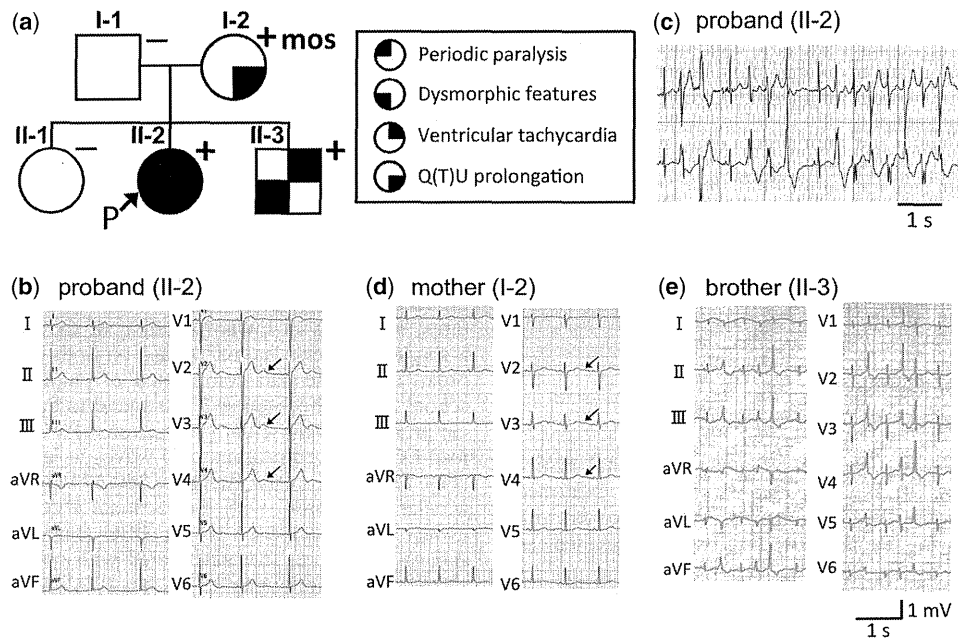 (a)
I-1
I-2
− + mos
II-1
II-2
II-3
− + +
P
Periodic paralysis
Dysmorphic features
Ventricular tachycardia
Q(T)U prolongation
(c) proband (II-2)
1 s
(b) proband (II-2)
I
II
III
aVR
aVL
aVF
V1
V2
V3
V4
V5
V6
(d) mother (I-2)
I
II
III
aVR
aVL
aVF
V1
V2
V3
V4
V5
V6
(e) brother (II-3)
I
II
III
aVR
aVL
aVF
V1
V2
V3
V4
V5
V6
1 mV
1 s